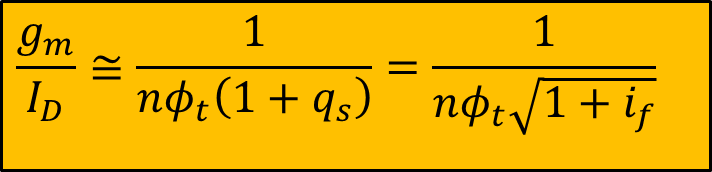 g_m/I_D ≅ 1/(nϕ_t(1 + q_s)) = 1/(nϕ_t√(1 + i_f))